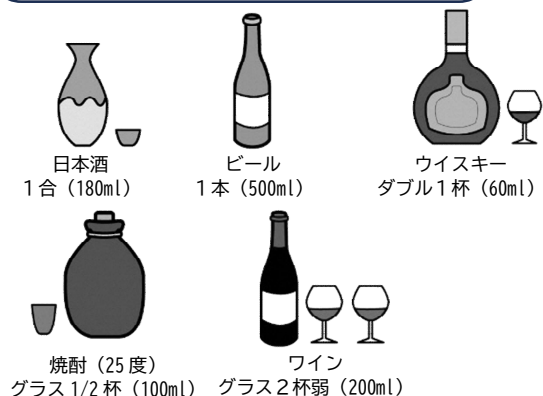 日本酒
１合（180ml）
ビール
１本（500ml）
ウイスキー
ダブル１杯（60ml）
焼酎（25 度）
グラス 1/2 杯（100ml）
ワイン
グラス２杯弱（200ml）